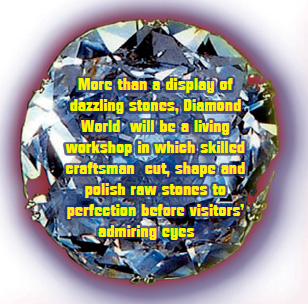 More than a display of
dazzling stones, Diamond
World will be a living
workshop in which skilled
craftsman cut, shape and
polish raw stones to
perfection before visitors'
admiring eyes